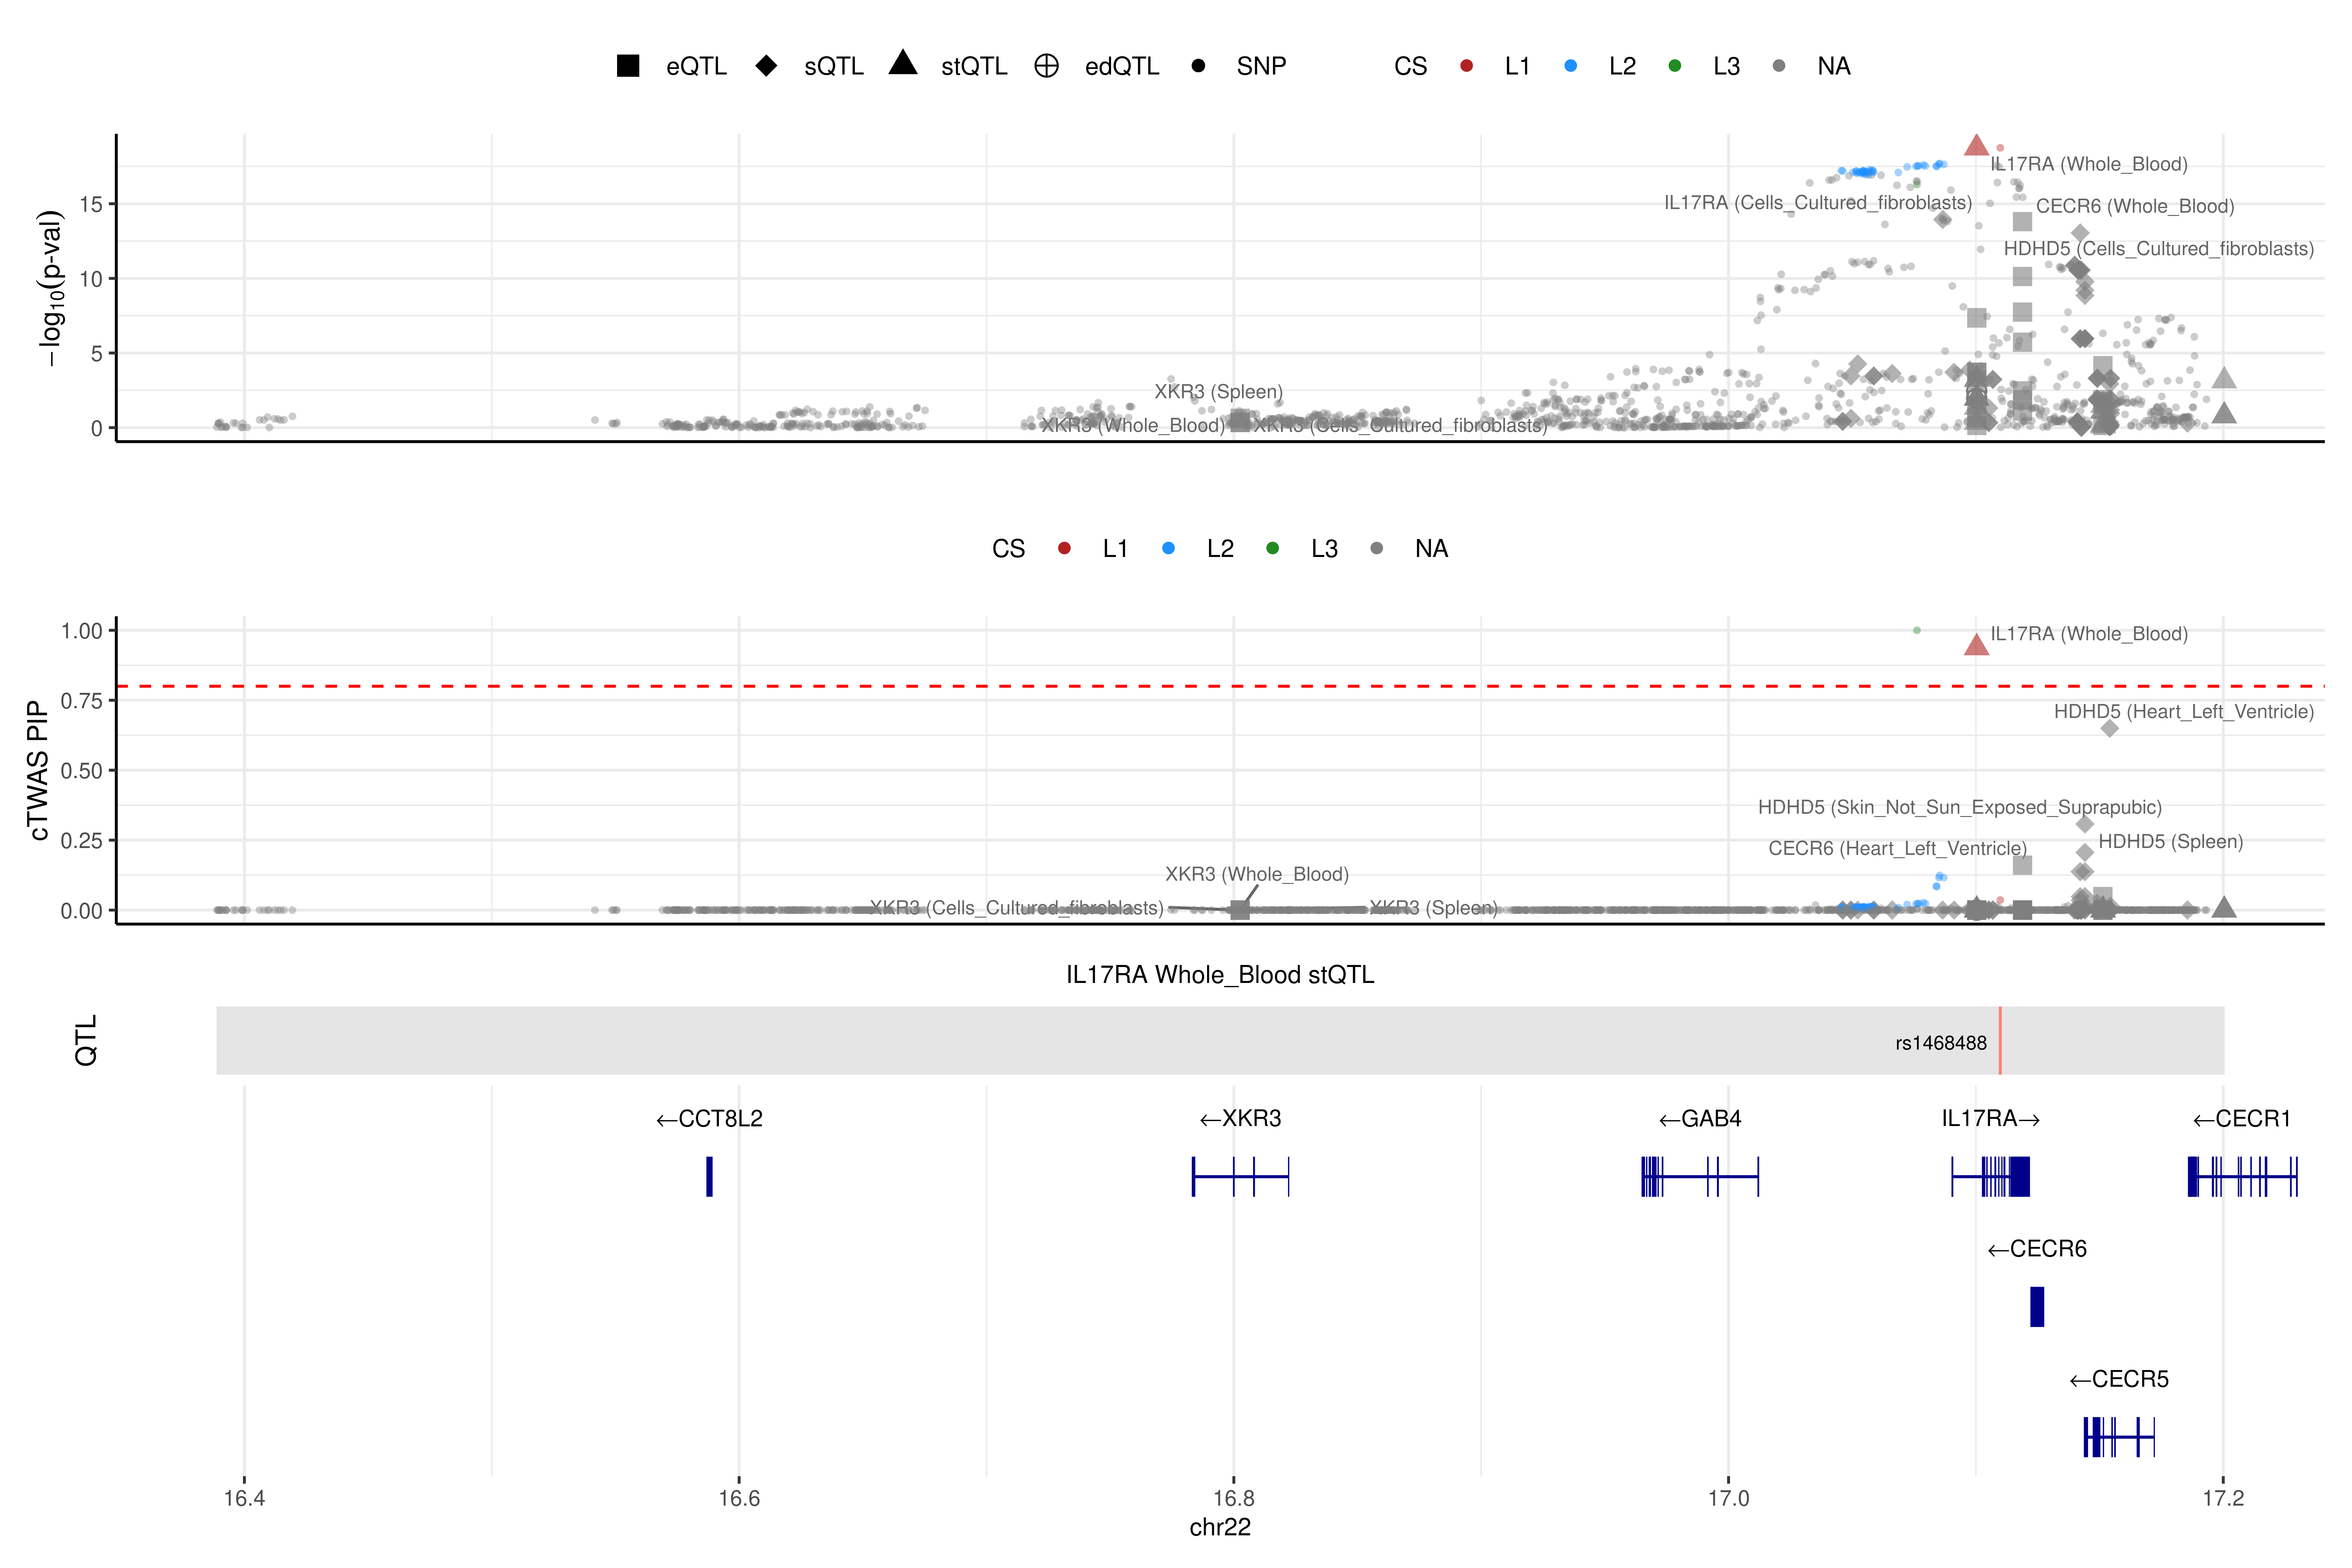 eQTL sQTL stQTL edQTL SNP CS L1 L2 L3 NA
−log10(p-val)
15
10
5
0
IL17RA (Whole_Blood)
IL17RA (Cells_Cultured_fibroblasts)
CECR6 (Whole_Blood)
HDHD5 (Cells_Cultured_fibroblasts)
XKR3 (Spleen)
XKR3 (Whole_Blood)
XKR3 (Cells_Cultured_fibroblasts)
CS L1 L2 L3 NA
cTWAS PIP
1.00
0.75
0.50
0.25
0.00
IL17RA (Whole_Blood)
HDHD5 (Heart_Left_Ventricle)
HDHD5 (Skin_Not_Sun_Exposed_Suprapubic)
HDHD5 (Spleen)
CECR6 (Heart_Left_Ventricle)
XKR3 (Whole_Blood)
XKR3 (Cells_Cultured_fibroblasts)
XKR3 (Spleen)
IL17RA Whole_Blood stQTL
QTL
rs1468488
←CCT8L2 ←XKR3 ←GAB4 IL17RA→ ←CECR1
←CECR6
←CECR5
16.4 16.6 16.8 17.0 17.2
chr22